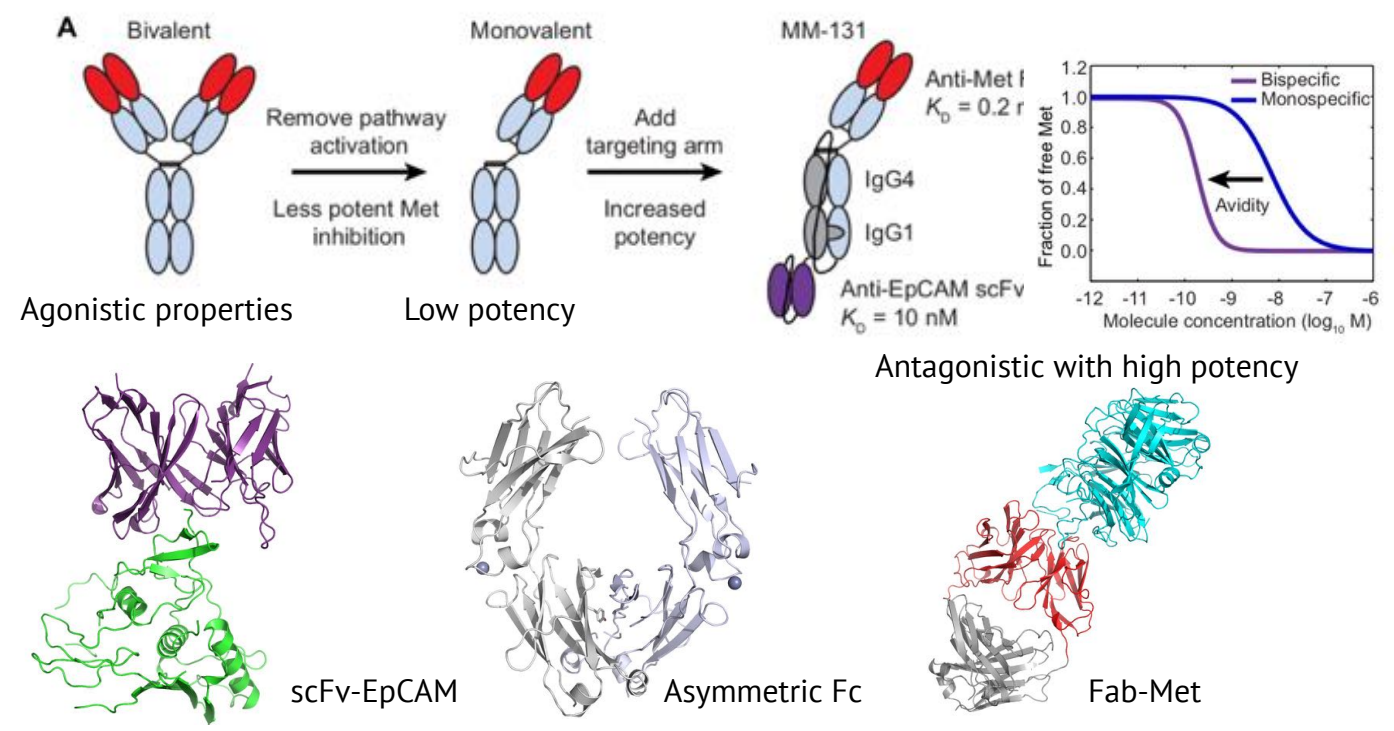 A
Bivalent
Monovalent
MM-131
Remove pathway
activation
Less potent Met
inhibition
Add
targeting arm
Increased
potency
Anti-Met F
K_D = 0.2 r
IgG4
IgG1
Anti-EpCAM scFv
K_D = 10 nM
Agonistic properties
Low potency
Antagonistic with high potency
Fraction of free Met
1.2
1.0
0.8
0.6
0.4
0.2
0.0
Bispecific
Monospecific
Avidity
-12 -11 -10 -9 -8 -7 -6
Molecule concentration (log₁₀ M)
scFv-EpCAM
Asymmetric Fc
Fab-Met